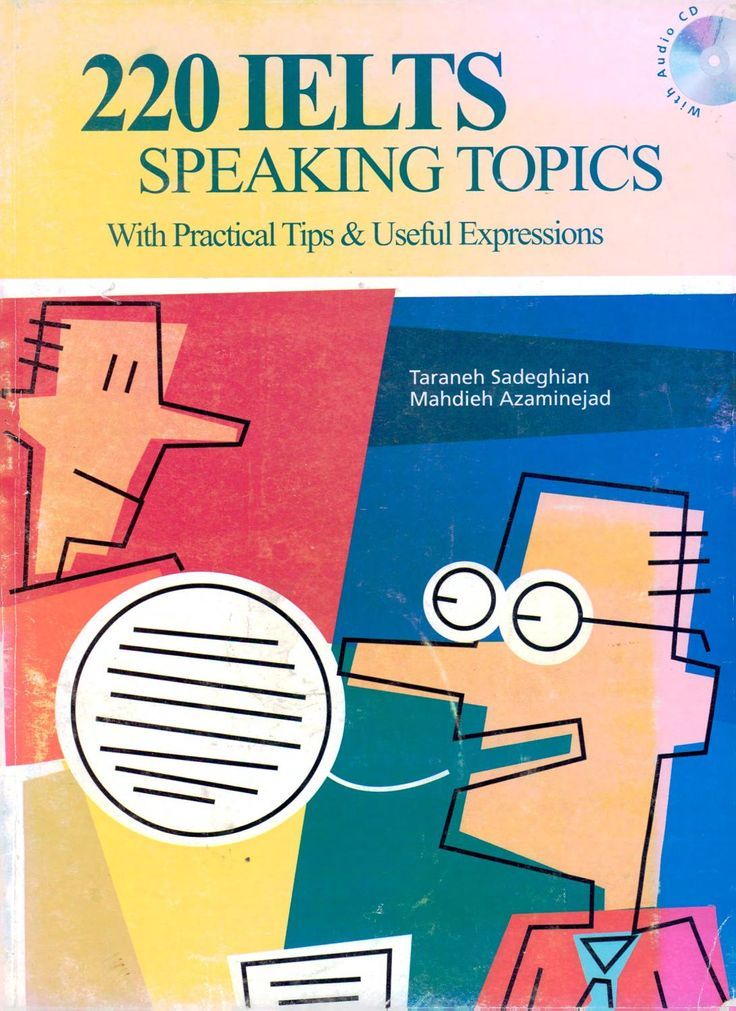 With Audio CD
220 IELTS
SPEAKING TOPICS
With Practical Tips & Useful Expressions
Taraneh Sadeghian
Mahdieh Azaminejad